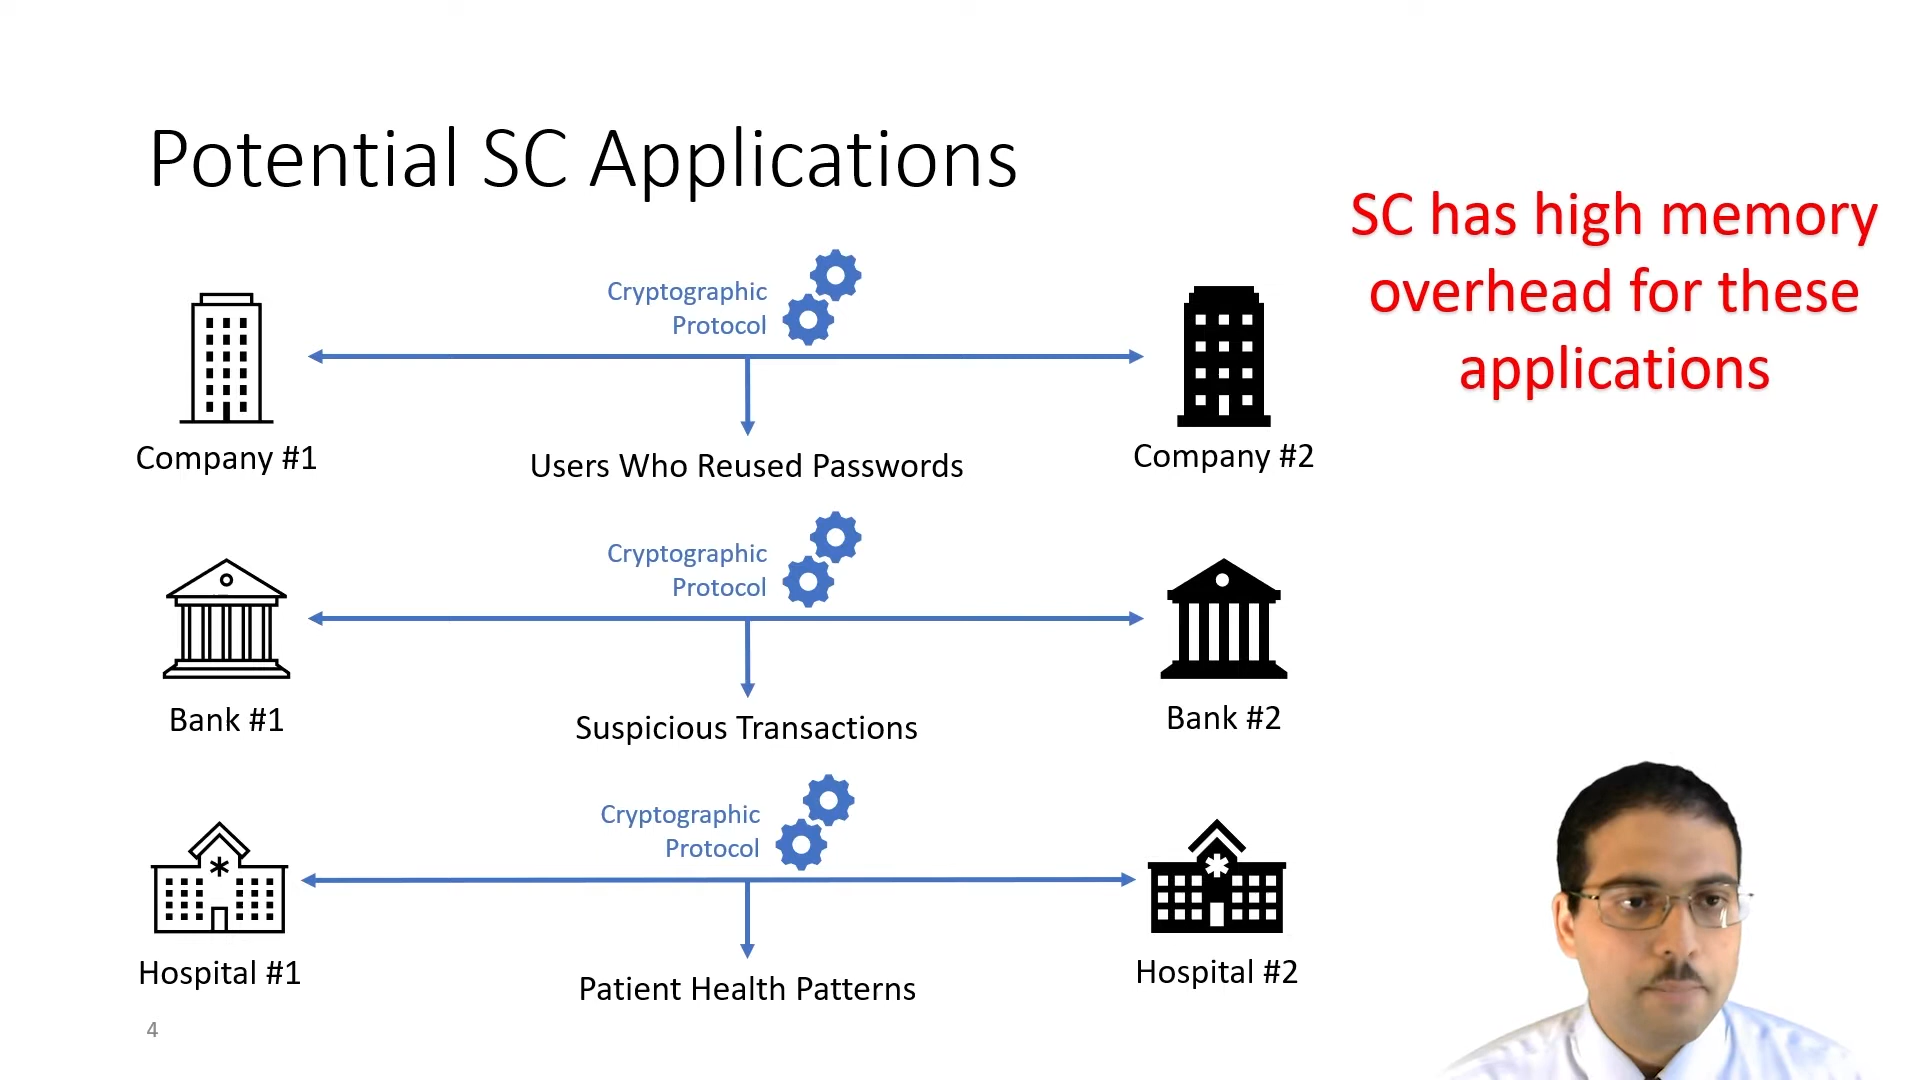 Potential SC Applications
SC has high memory
overhead for these
applications
Cryptographic
Protocol
Company #1
Company #2
Users Who Reused Passwords
Cryptographic
Protocol
Bank #1
Bank #2
Suspicious Transactions
Cryptographic
Protocol
Hospital #1
Hospital #2
Patient Health Patterns
4